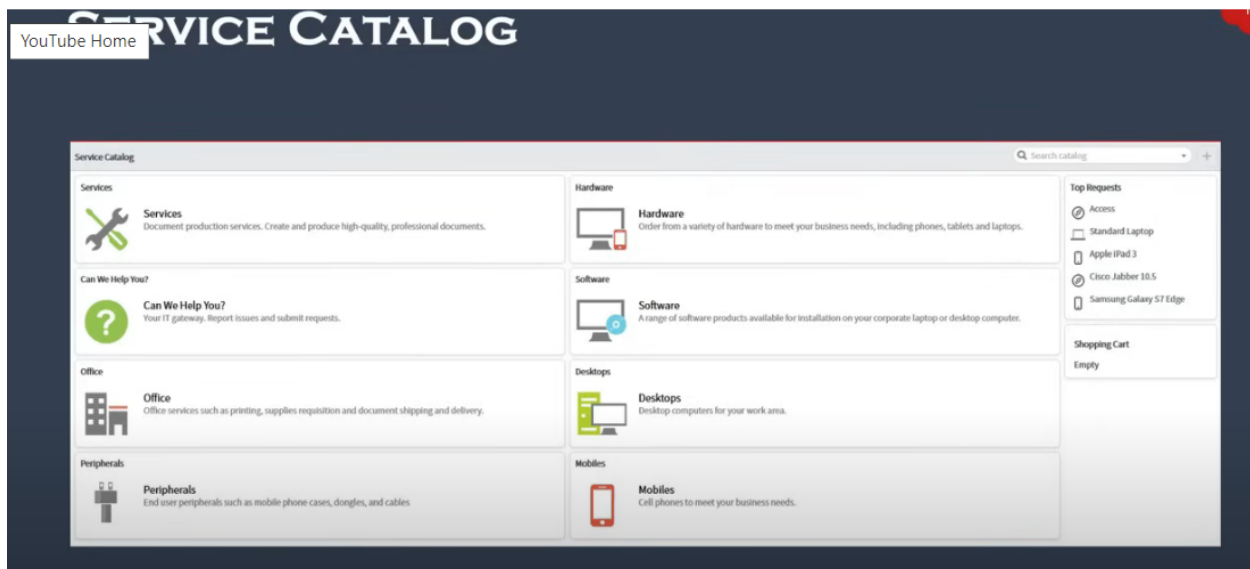 SERVICE CATALOG
YouTube Home
Service Catalog
Search catalog
Services
Services
Document production services. Create and produce high-quality, professional documents.
Hardware
Hardware
Order from a variety of hardware to meet your business needs, including phones, tablets and laptops.
Can We Help You?
Can We Help You?
Your IT gateway. Report issues and submit requests.
Software
Software
A range of software products available for installation on your corporate laptop or desktop computer.
Office
Office
Office services such as printing, supplies requisition and document shipping and delivery.
Desktops
Desktops
Desktop computers for your work area.
Peripherals
Peripherals
End user peripherals such as mobile phone cases, dongles, and cables
Mobiles
Mobiles
Cell phones to meet your business needs.
Top Requests
Access
Standard Laptop
Apple iPad 3
Cisco Jabber 10.5
Samsung Galaxy S7 Edge
Shopping Cart
Empty